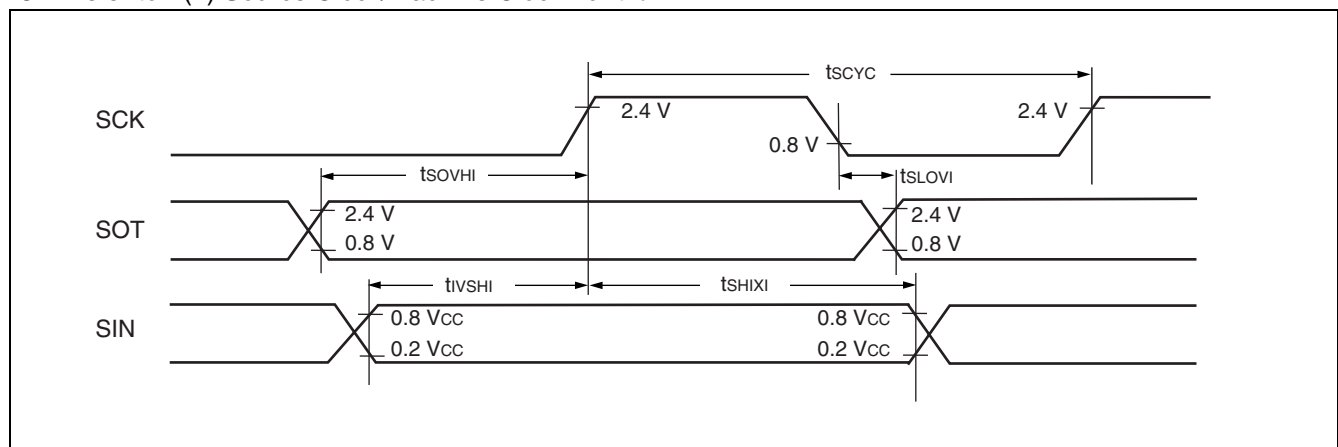 tSCYC
SCK
2.4 V
2.4 V
0.8 V
tSOVHI
tSLOVI
SOT
2.4 V
2.4 V
0.8 V
0.8 V
tIVSHI
tSHIXI
SIN
0.8 VCC
0.8 VCC
0.2 VCC
0.2 VCC